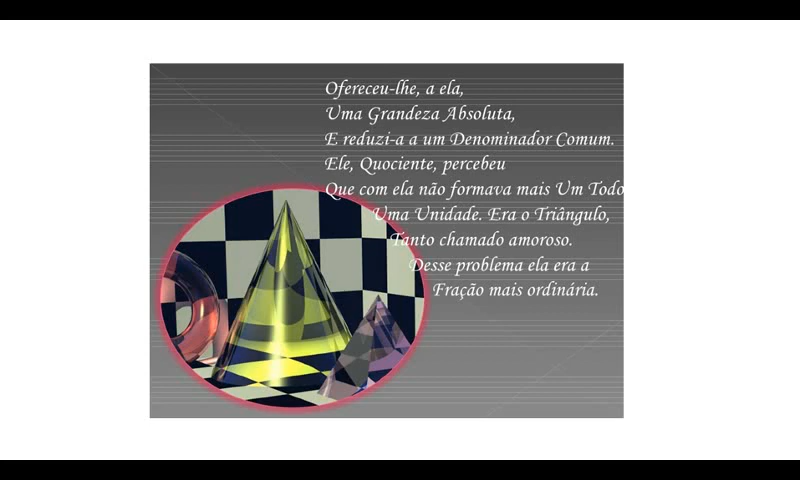 Ofereceu-lhe, a ela,
Uma Grandeza Absoluta,
E reduzi-a a um Denominador Comum.
Ele, Quociente, percebeu
Que com ela não formava mais Um Todo
Uma Unidade. Era o Triângulo,
Tanto chamado amoroso.
Desse problema ela era a
Fração mais ordinária.